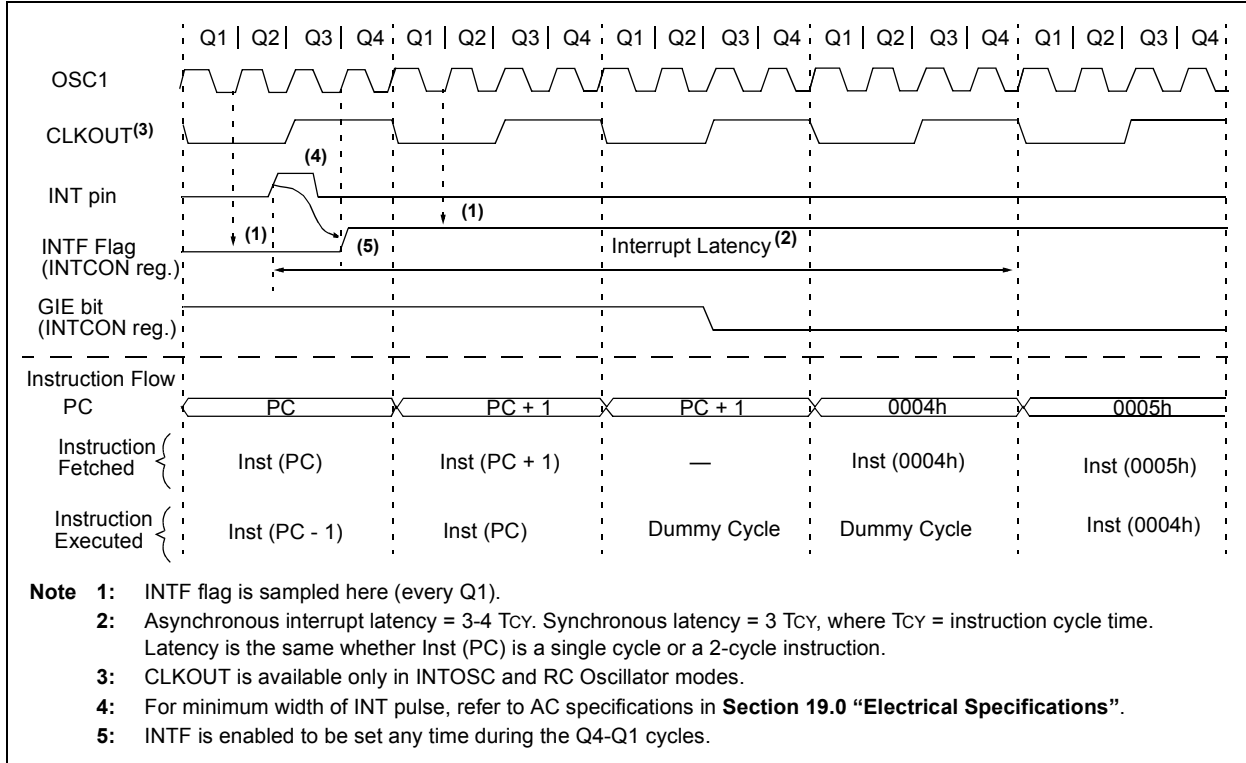 Q1 | Q2 | Q3 | Q4 Q1 | Q2 | Q3 | Q4 Q1 | Q2 | Q3 | Q4 Q1 | Q2 | Q3 | Q4 Q1 | Q2 | Q3 | Q4
OSC1
CLKOUT(3)
(4)
INT pin
(1)
(1)
(5)
INTF Flag
(INTCON reg.)
Interrupt Latency(2)
GIE bit
(INTCON reg.)
Instruction Flow
PC PC PC + 1 PC + 1 0004h 0005h
Instruction
Fetched
Inst (PC) Inst (PC + 1) — Inst (0004h) Inst (0005h)
Instruction
Executed
Inst (PC - 1) Inst (PC) Dummy Cycle Dummy Cycle Inst (0004h)
Note 1: INTF flag is sampled here (every Q1).
2: Asynchronous interrupt latency = 3-4 TCY. Synchronous latency = 3 TCY, where TCY = instruction cycle time.
Latency is the same whether Inst (PC) is a single cycle or a 2-cycle instruction.
3: CLKOUT is available only in INTOSC and RC Oscillator modes.
4: For minimum width of INT pulse, refer to AC specifications in Section 19.0 “Electrical Specifications”.
5: INTF is enabled to be set any time during the Q4-Q1 cycles.